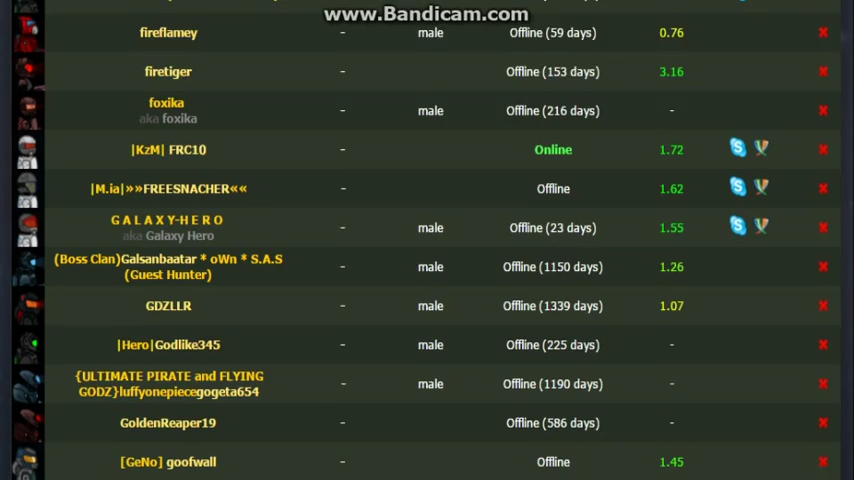 www.Bandicam.com
fireflamey - male Offline (59 days) 0.76
firetiger - Offline (153 days) 3.16
foxika - male Offline (216 days) -
aka foxika
|KzM| FRC10 - Online 1.72
|M.ia|»»FREESNACHER«« - Offline 1.62
G A L A X Y-H E R O - male Offline (23 days) 1.55
aka Galaxy Hero
(Boss Clan)Galsanbaatar * oWn * S.A.S - male Offline (1150 days) 1.26
(Guest Hunter)
GDZLLR - male Offline (1339 days) 1.07
|Hero|Godlike345 - male Offline (225 days) -
{ULTIMATE PIRATE and FLYING - male Offline (1190 days) -
GODZ}luffyonepiecegogeta654
GoldenReaper19 - Offline (586 days) -
[GeNo] goofwall - Offline 1.45